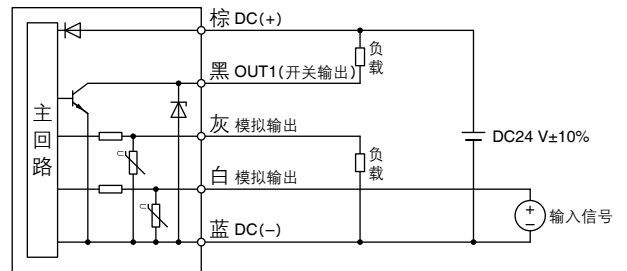 棕 DC(+)
负载
黑 OUT1(开关输出)
主回路
灰 模拟输出
DC24 V±10%
负载
白 模拟输出
+
−
输入信号
蓝 DC(−)